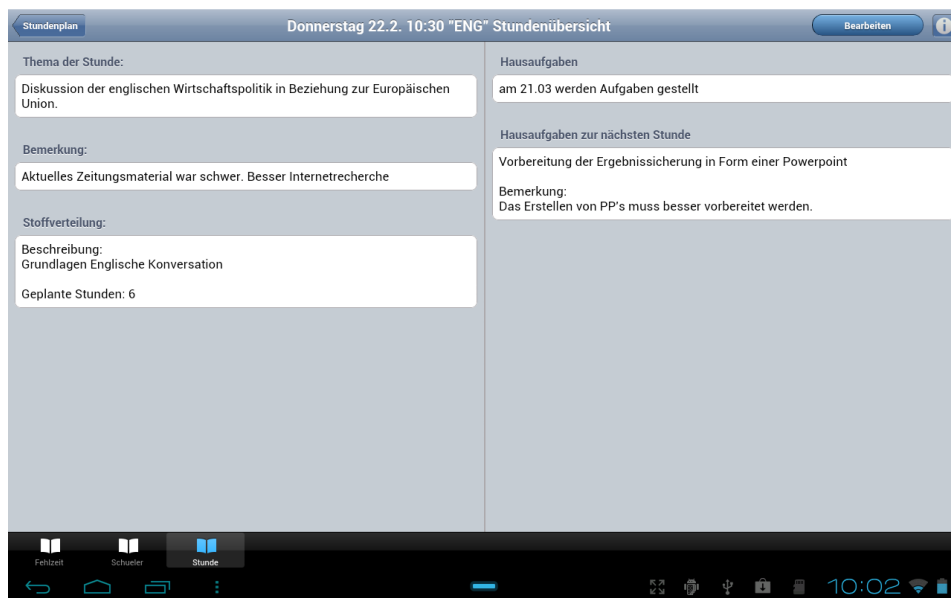 Stundenplan
Donnerstag 22.2. 10:30 "ENG" Stundenübersicht
Bearbeiten
Thema der Stunde:
Diskussion der englischen Wirtschaftspolitik in Beziehung zur Europäischen
Union.
Bemerkung:
Aktuelles Zeitungsmaterial war schwer. Besser Internetrecherche
Stoffverteilung:
Beschreibung:
Grundlagen Englische Konversation
Geplante Stunden: 6
Hausaufgaben
am 21.03 werden Aufgaben gestellt
Hausaufgaben zur nächsten Stunde
Vorbereitung der Ergebnissicherung in Form einer Powerpoint
Bemerkung:
Das Erstellen von PP's muss besser vorbereitet werden.
Fehlzeit
Schueler
Stunde
10:02